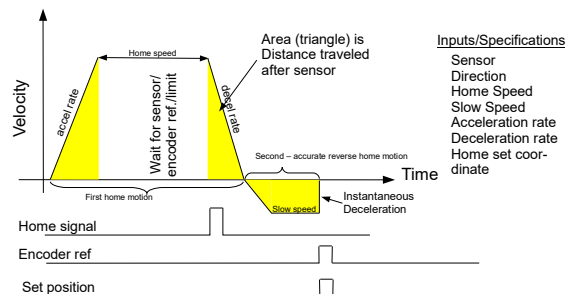 Home speed
Area (triangle) is
Distance traveled
after sensor
Inputs/Specifications
Sensor
Direction
Home Speed
Slow Speed
Acceleration rate
Deceleration rate
Home set coor-
dinate
Velocity
accel rate
Wait for sensor/
encoder ref./limit
decel rate
Second – accurate reverse home motion
Time
First home motion
Slow speed
Instantaneous
Deceleration
Home signal
Encoder ref
Set position